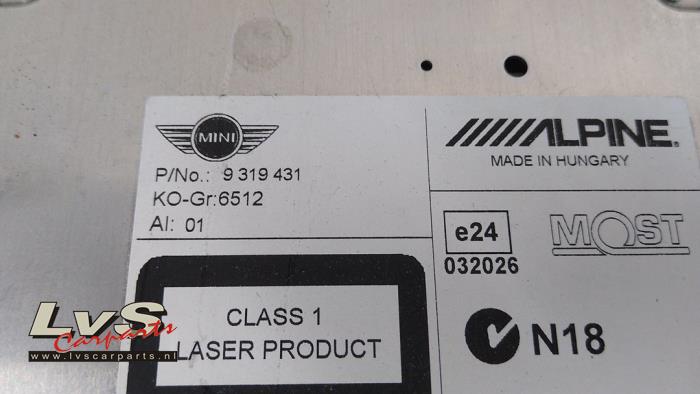 MINI
P/No.: 9 319 431
KO-Gr:6512
AI: 01
ALPINE
MADE IN HUNGARY
e24
032026
MOST
CLASS 1
LASER PRODUCT
N18
LvS
Carparts
www.lvscarparts.nl